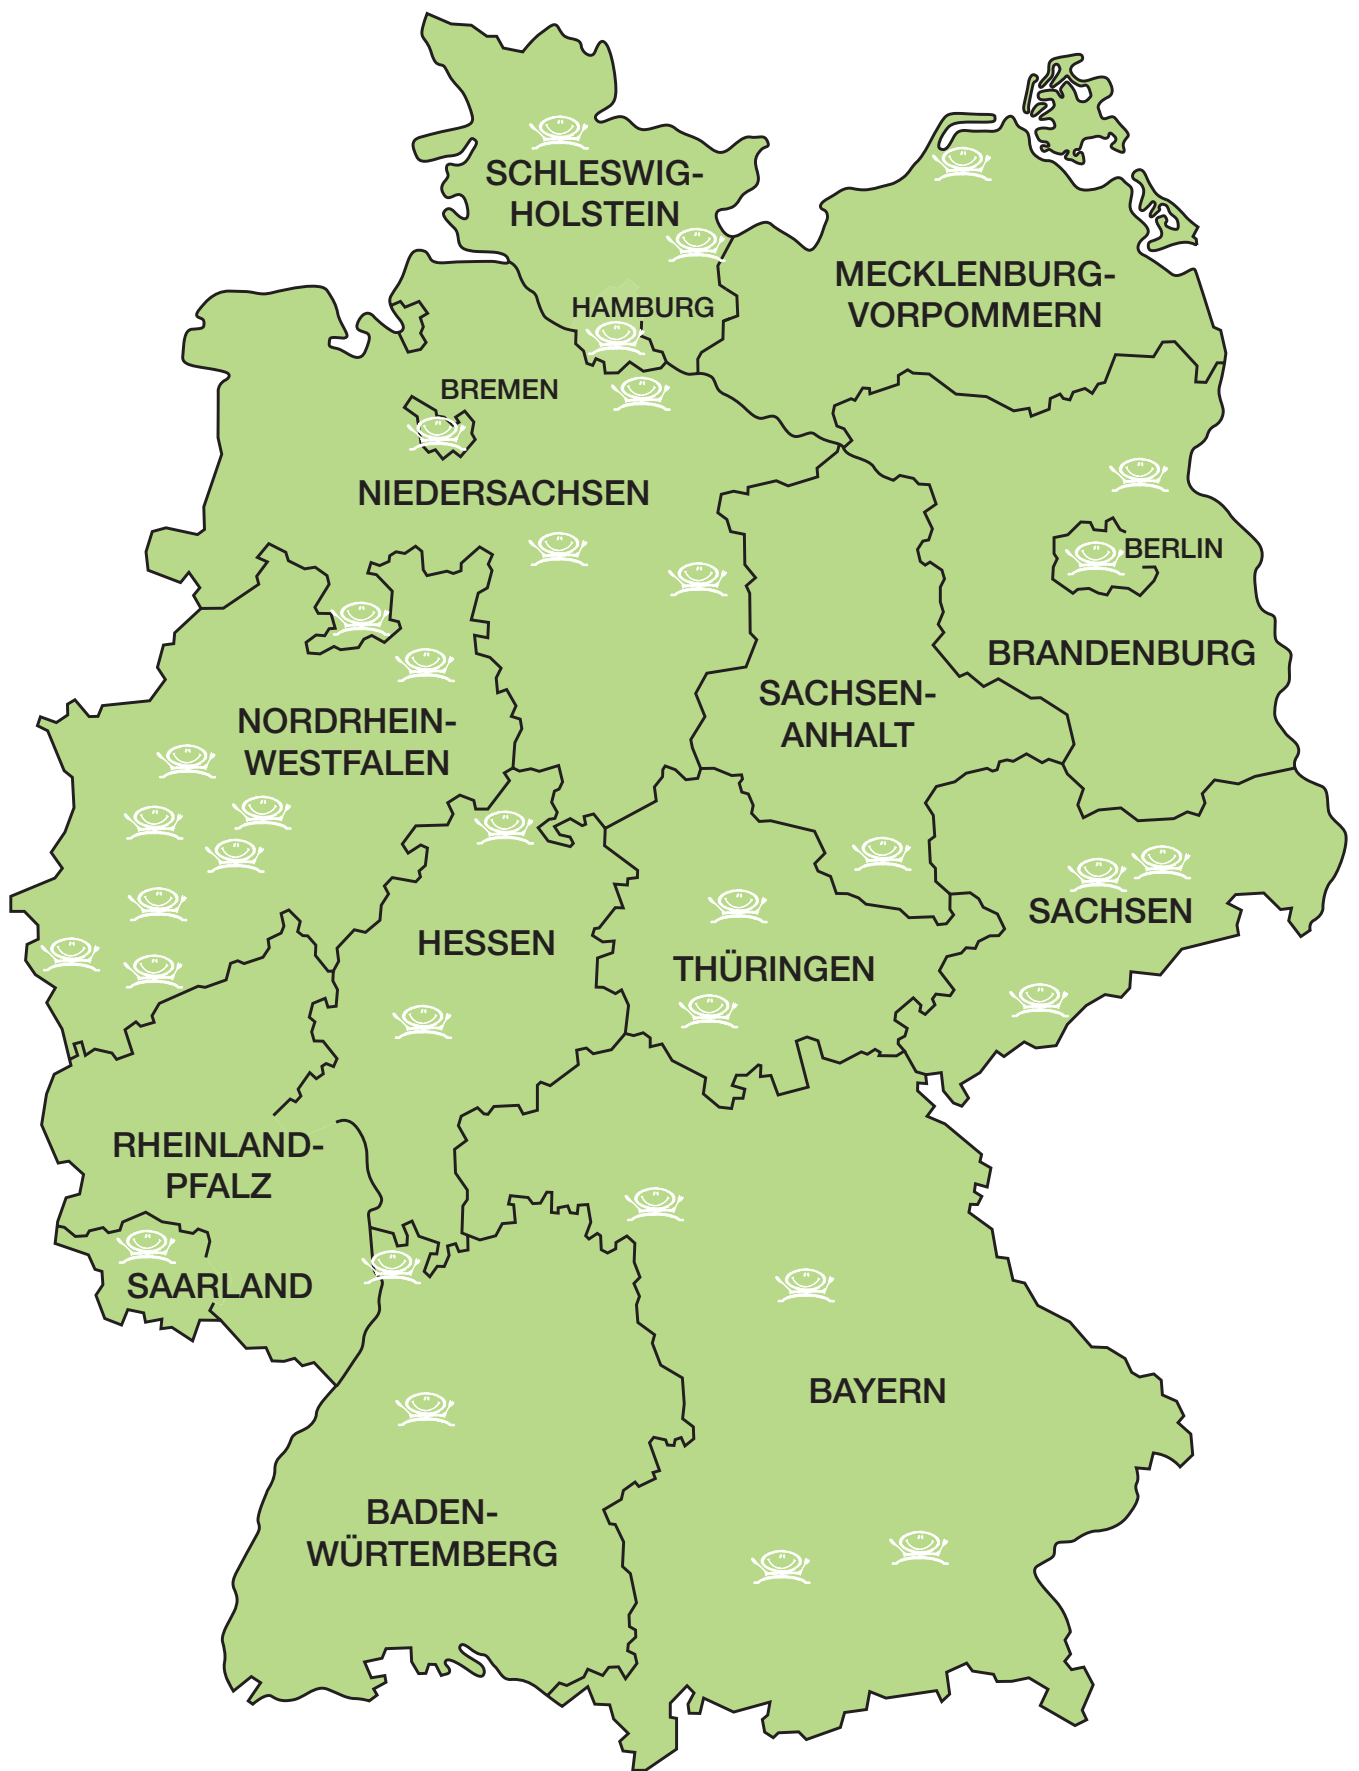 SCHLESWIG-
HOLSTEIN
MECKLENBURG-
VORPOMMERN
HAMBURG
BREMEN
NIEDERSACHSEN
BERLIN
BRANDENBURG
SACHSEN-
ANHALT
NORDRHEIN-
WESTFALEN
SACHSEN
HESSEN
THÜRINGEN
RHEINLAND-
PFALZ
SAARLAND
BAYERN
BADEN-
WÜRTEMBERG